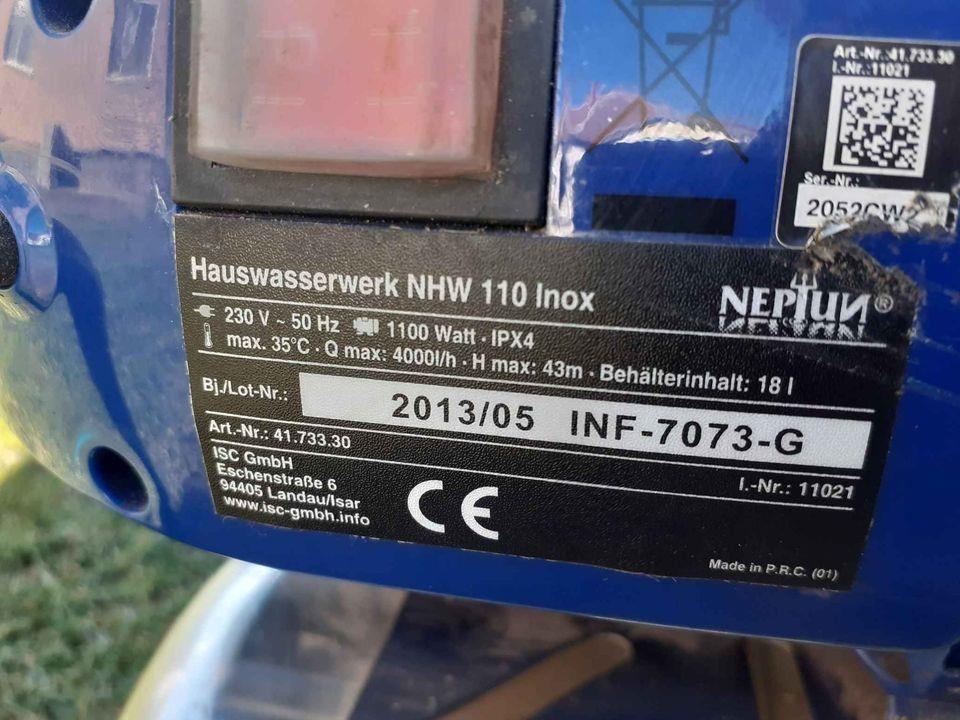 Art.-Nr.:41.733.30
I.-Nr.:11021
Ser.-Nr.:
Hauswasserwerk NHW 110 Inox
NEPTUN®
230 V ~ 50 Hz 1100 Watt · IPX4
max. 35°C · Q max: 4000l/h · H max: 43m · Behälterinhalt: 18 l
Bj./Lot-Nr.: 2013/05 INF-7073-G
Art.-Nr.: 41.733.30
I.-Nr.: 11021
ISC GmbH
Eschenstraße 6
94405 Landau/Isar
www.isc-gmbh.info
CE
Made in P.R.C. (01)